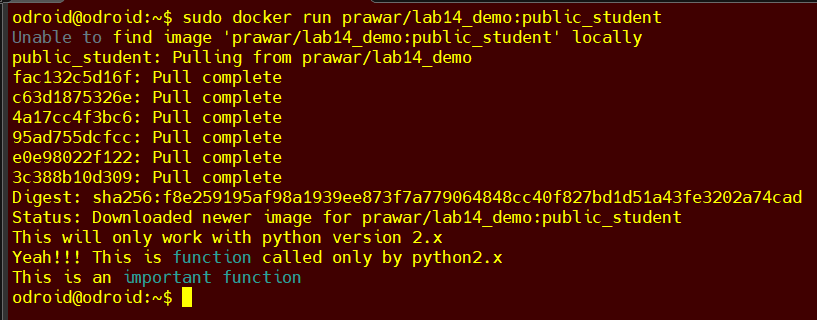 odroid@odroid:~$ sudo docker run prawar/lab14_demo:public_student
Unable to find image 'prawar/lab14_demo:public_student' locally
public_student: Pulling from prawar/lab14_demo
fac132c5d16f: Pull complete
c63d1875326e: Pull complete
4a17cc4f3bc6: Pull complete
95ad755dcfcc: Pull complete
e0e98022f122: Pull complete
3c388b10d309: Pull complete
Digest: sha256:f8e259195af98a1939ee873f7a779064848cc40f827bd1d51a43fe3202a74cad
Status: Downloaded newer image for prawar/lab14_demo:public_student
This will only work with python version 2.x
Yeah!!! This is function called only by python2.x
This is an important function
odroid@odroid:~$